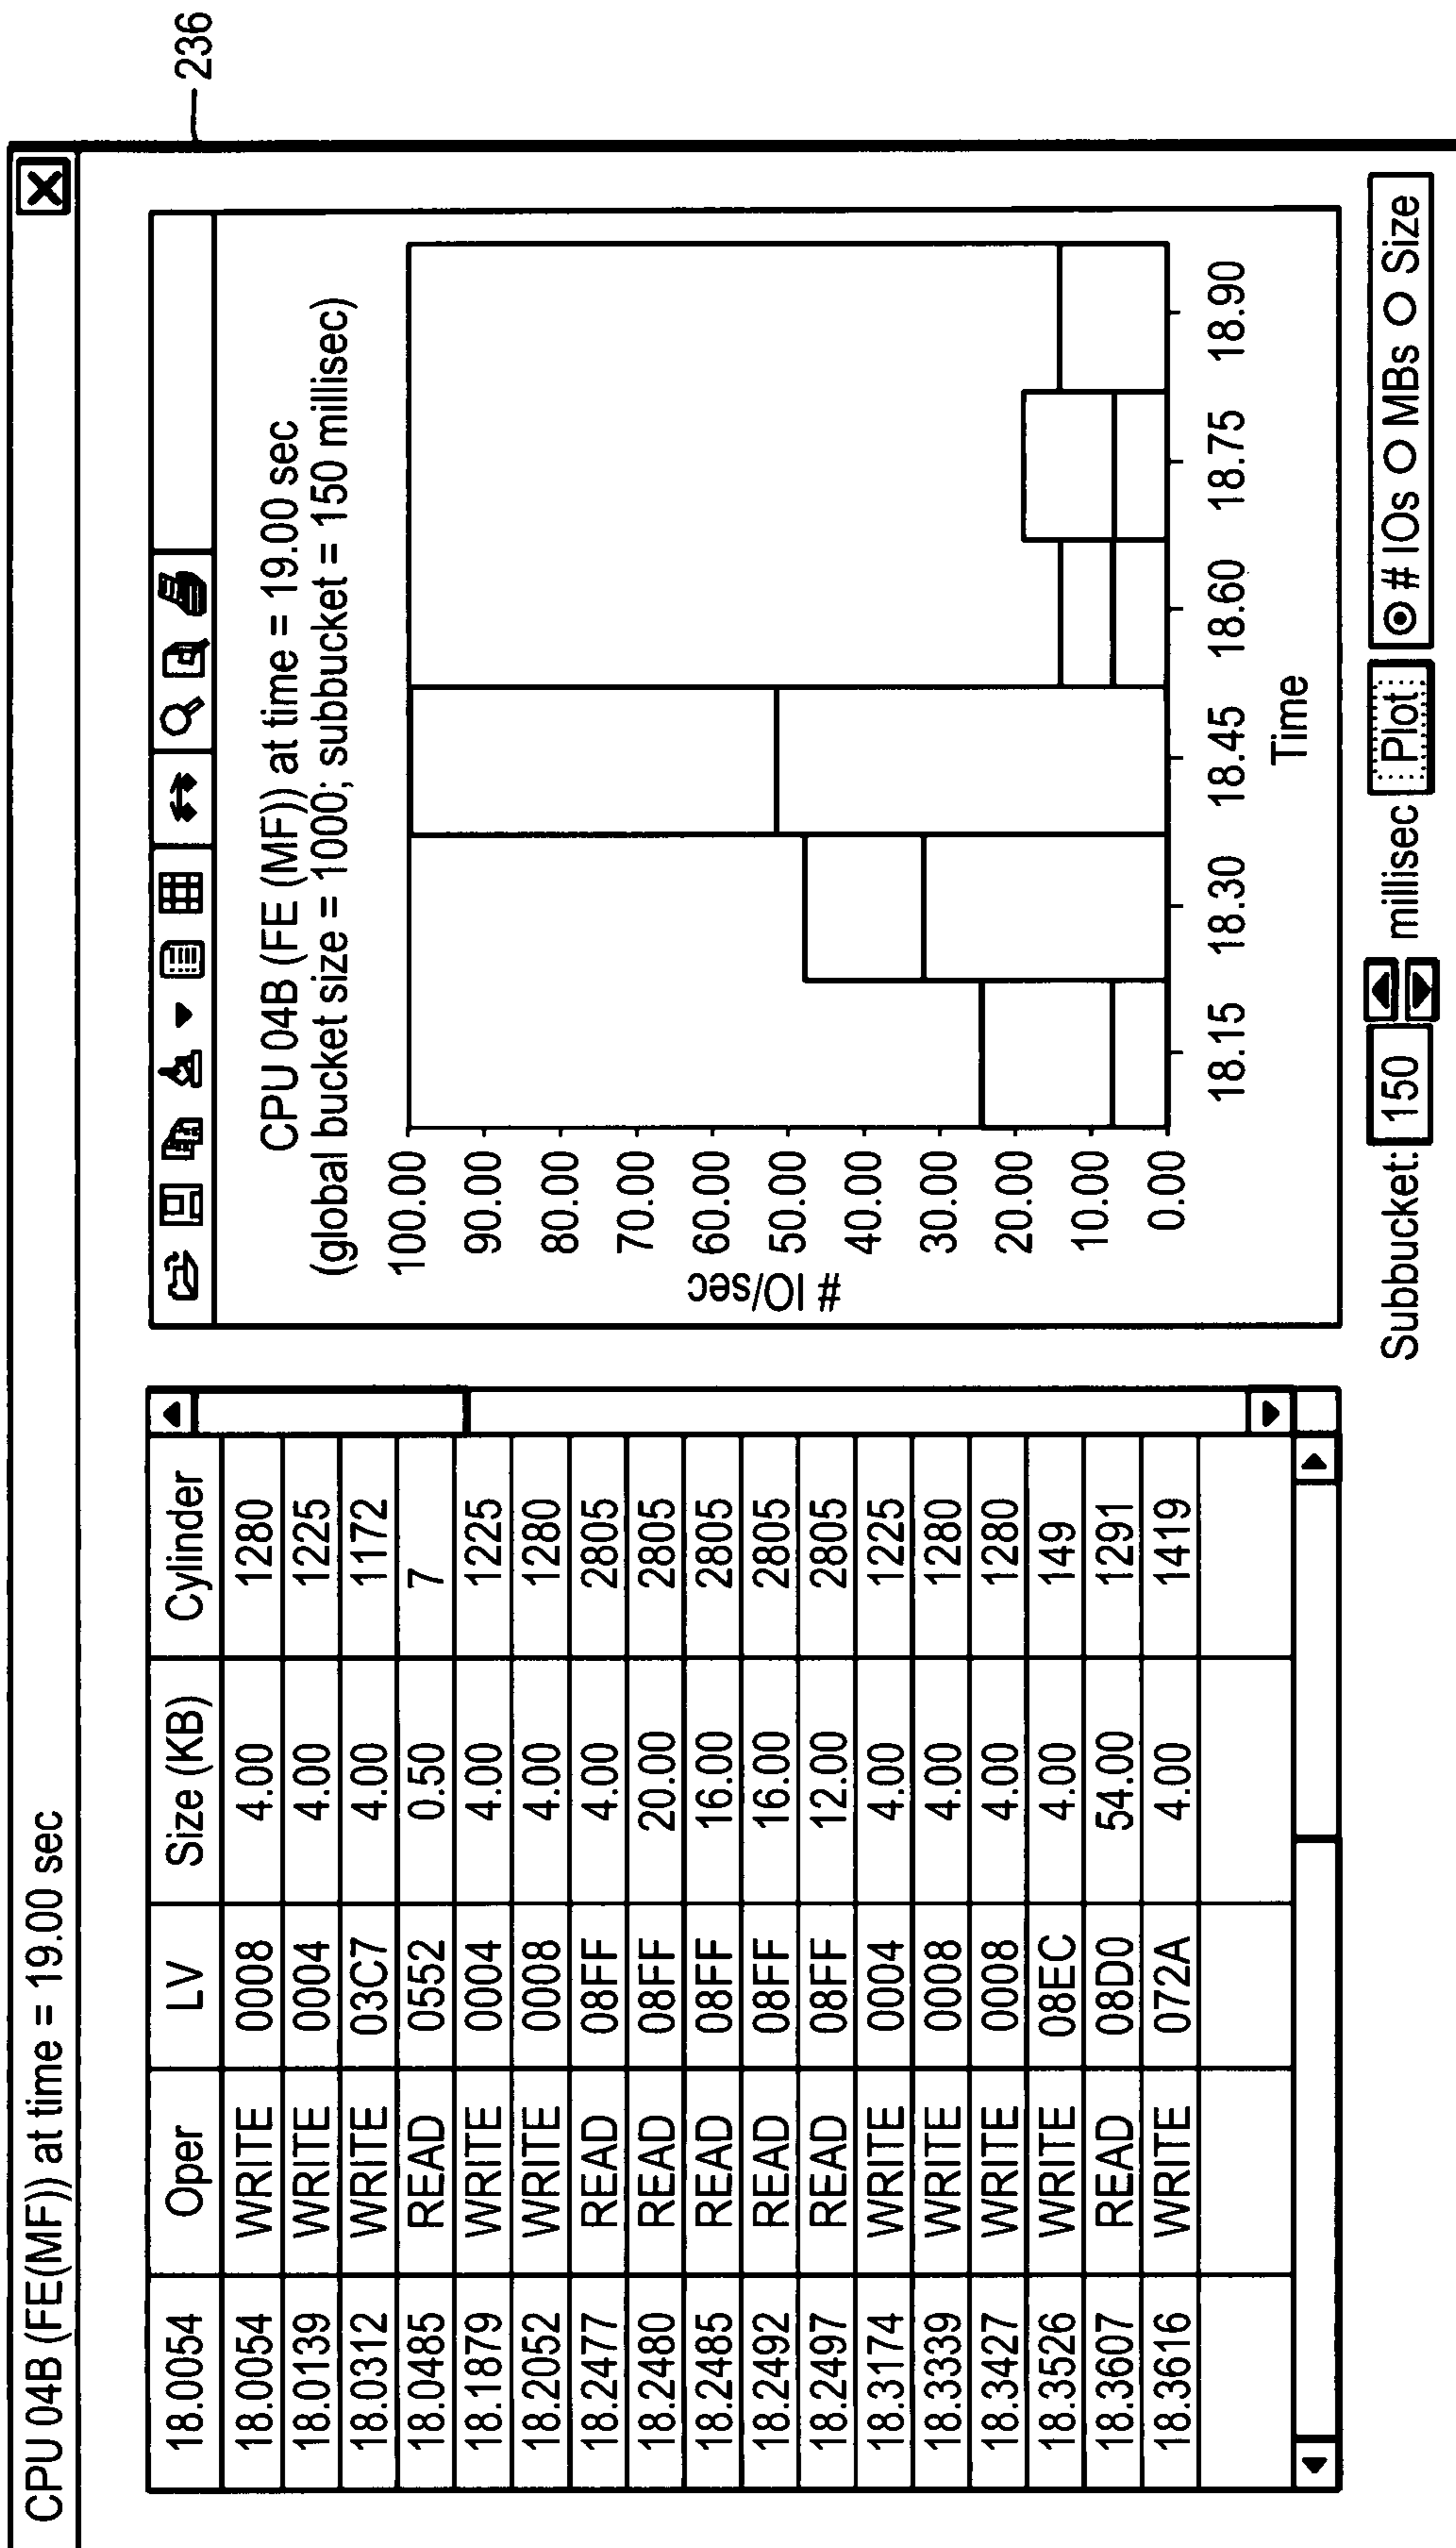 CPU 04B (FE(MF)) at time = 19.00 sec
236
18.0054 Oper LV Size (KB) Cylinder
18.0054 WRITE 0008 4.00 1280
18.0139 WRITE 0004 4.00 1225
18.0312 WRITE 03C7 4.00 1172
18.0485 READ 0552 0.50 7
18.1879 WRITE 0004 4.00 1225
18.2052 WRITE 0008 4.00 1280
18.2477 READ 08FF 4.00 2805
18.2480 READ 08FF 20.00 2805
18.2485 READ 08FF 16.00 2805
18.2492 READ 08FF 16.00 2805
18.2497 READ 08FF 12.00 2805
18.3174 WRITE 0004 4.00 1225
18.3339 WRITE 0008 4.00 1280
18.3427 WRITE 0008 4.00 1280
18.3526 WRITE 08EC 4.00 149
18.3607 READ 08D0 54.00 1291
18.3616 WRITE 072A 4.00 1419
CPU 04B (FE (MF)) at time = 19.00 sec
(global bucket size = 1000; subbucket = 150 millisec)
# IO/sec
100.00
90.00
80.00
70.00
60.00
50.00
40.00
30.00
20.00
10.00
0.00
18.15 18.30 18.45 18.60 18.75 18.90
Time
Subbucket: 150 millisec Plot # IOs MBs Size